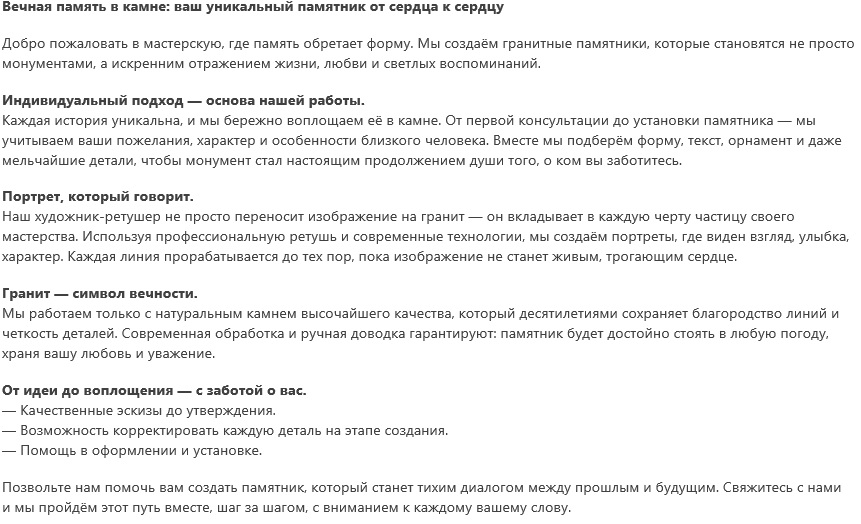 Вечная память в камне: ваш уникальный памятник от сердца к сердцу
Добро пожаловать в мастерскую, где память обретает форму. Мы создаём гранитные памятники, которые становятся не просто
монументами, а искренним отражением жизни, любви и светлых воспоминаний.
Индивидуальный подход — основа нашей работы.
Каждая история уникальна, и мы бережно воплощаем её в камне. От первой консультации до установки памятника — мы
учитываем ваши пожелания, характер и особенности близкого человека. Вместе мы подберём форму, текст, орнамент и даже
мельчайшие детали, чтобы монумент стал настоящим продолжением души того, о ком вы заботитесь.
Портрет, который говорит.
Наш художник-ретушер не просто переносит изображение на гранит — он вкладывает в каждую черту частицу своего
мастерства. Используя профессиональную ретушь и современные технологии, мы создаём портреты, где виден взгляд, улыбка,
характер. Каждая линия прорабатывается до тех пор, пока изображение не станет живым, трогающим сердце.
Гранит — символ вечности.
Мы работаем только с натуральным камнем высочайшего качества, который десятилетиями сохраняет благородство линий и
четкость деталей. Современная обработка и ручная доводка гарантируют: памятник будет достойно стоять в любую погоду,
храня вашу любовь и уважение.
От идеи до воплощения — с заботой о вас.
— Качественные эскизы до утверждения.
— Возможность корректировать каждую деталь на этапе создания.
— Помощь в оформлении и установке.
Позвольте нам помочь вам создать памятник, который станет тихим диалогом между прошлым и будущим. Свяжитесь с нами
и мы пройдём этот путь вместе, шаг за шагом, с вниманием к каждому вашему слову.